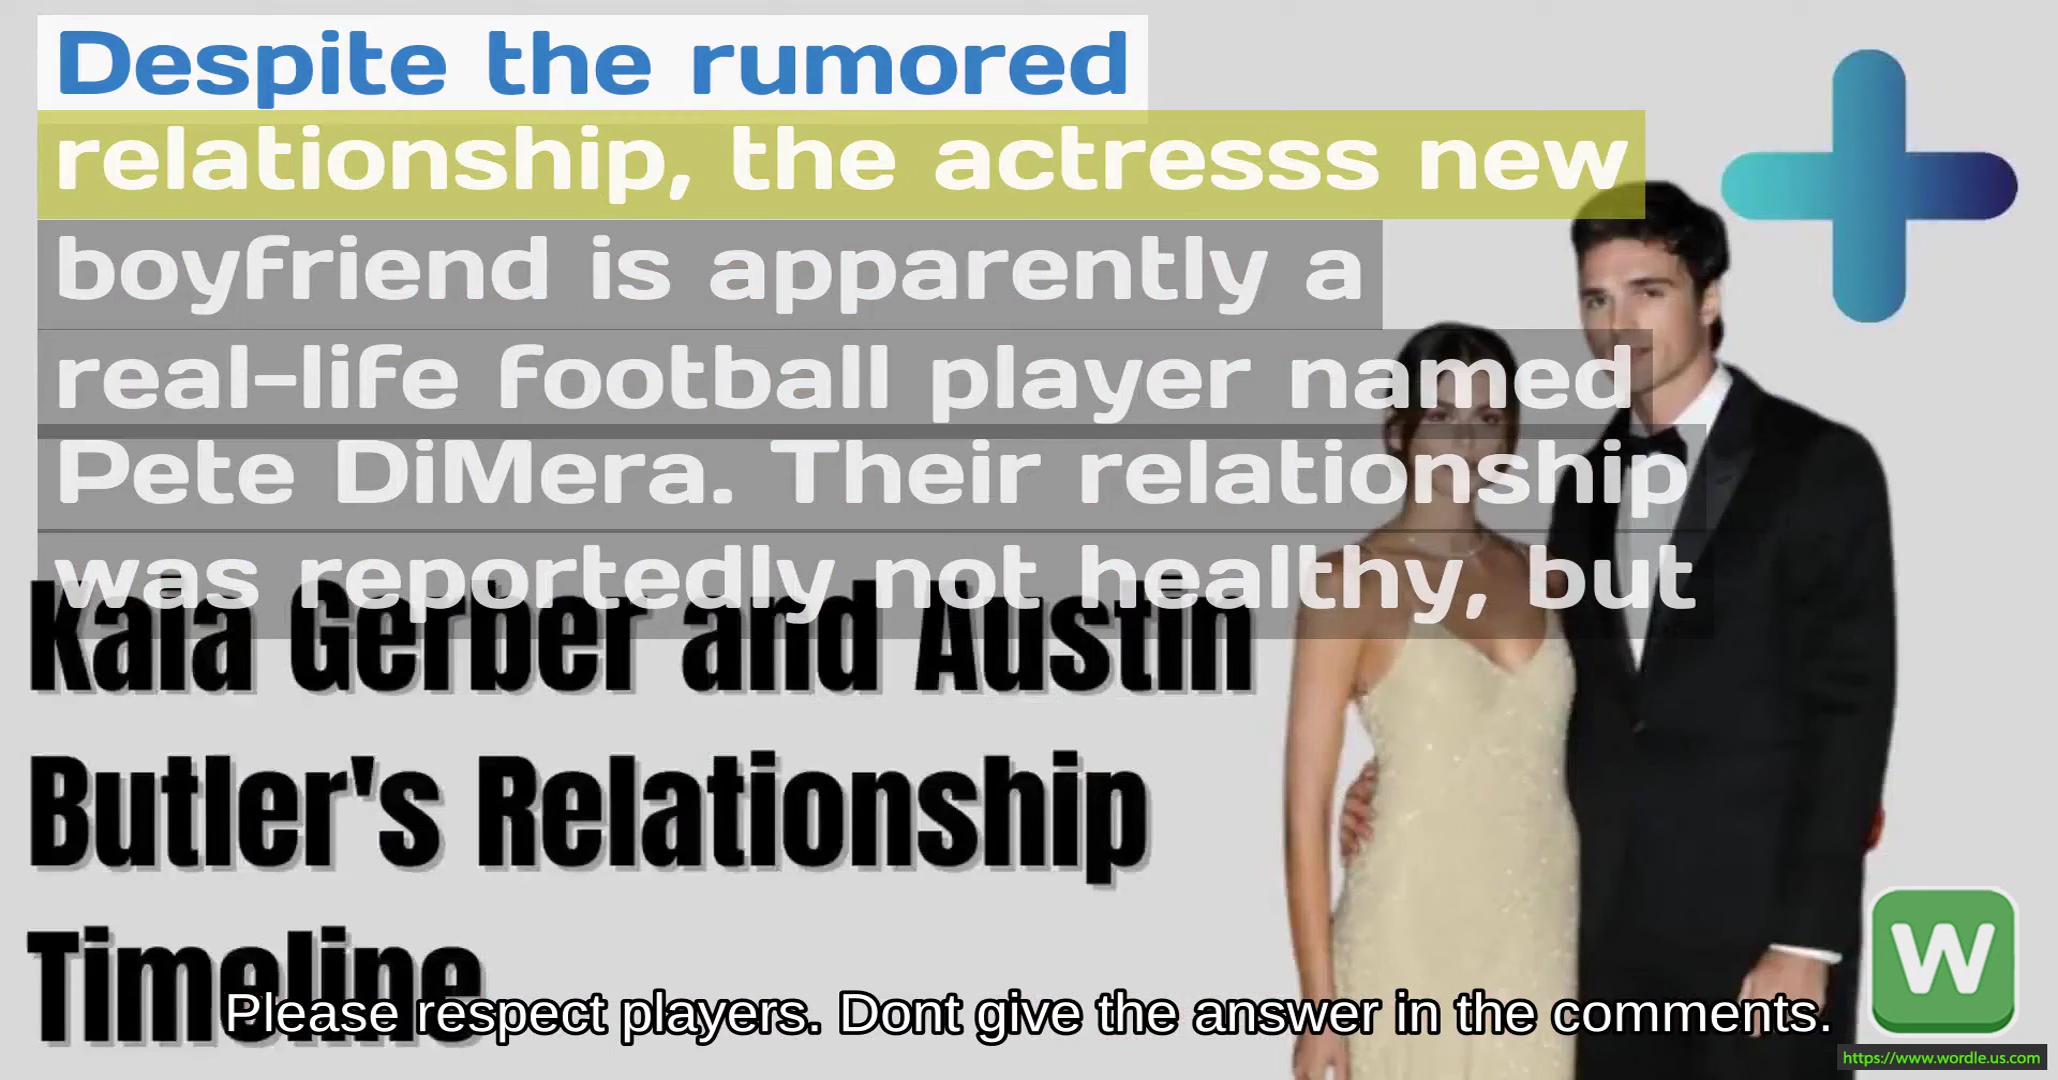 Despite the rumored
relationship, the actresss new
boyfriend is apparently a
real-life football player named
Pete DiMera. Their relationship
was reportedly not healthy, but
Kaia Gerber and Austin
Butler's Relationship
Timeline
Please respect players. Dont give the answer in the comments.
W
https://www.wordle.us.com